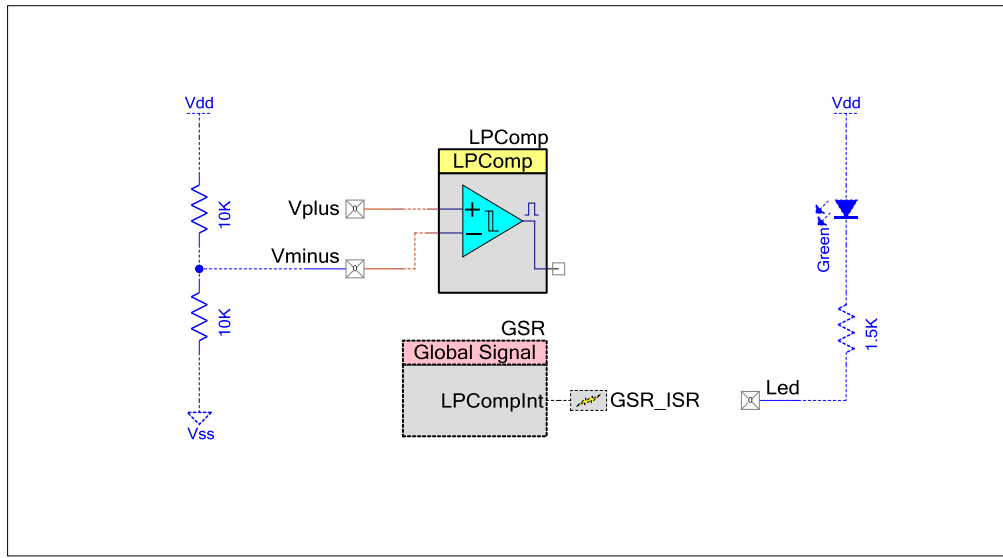 Vdd
10K
10K
Vss
Vplus
Vminus
LPComp
LPComp
GSR
Global Signal
LPCompInt
GSR_ISR
Vdd
Green
1.5K
Led